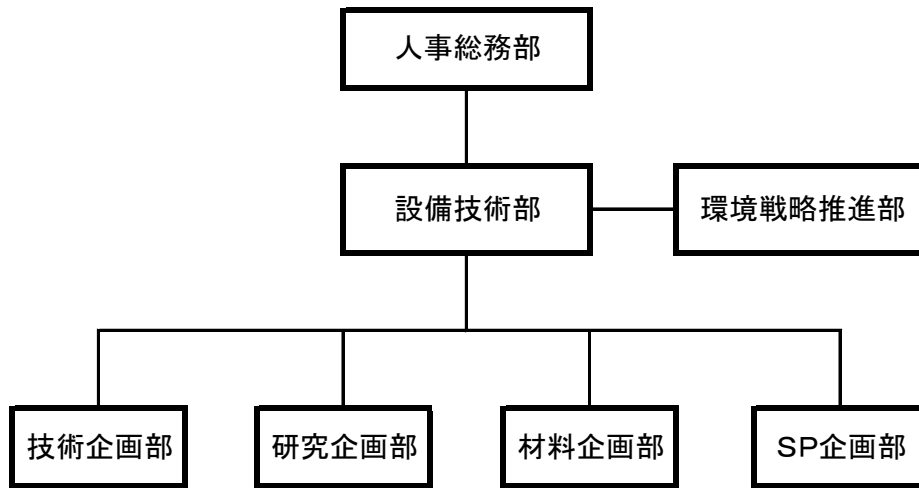 人事総務部
設備技術部
環境戦略推進部
技術企画部
研究企画部
材料企画部
SP企画部